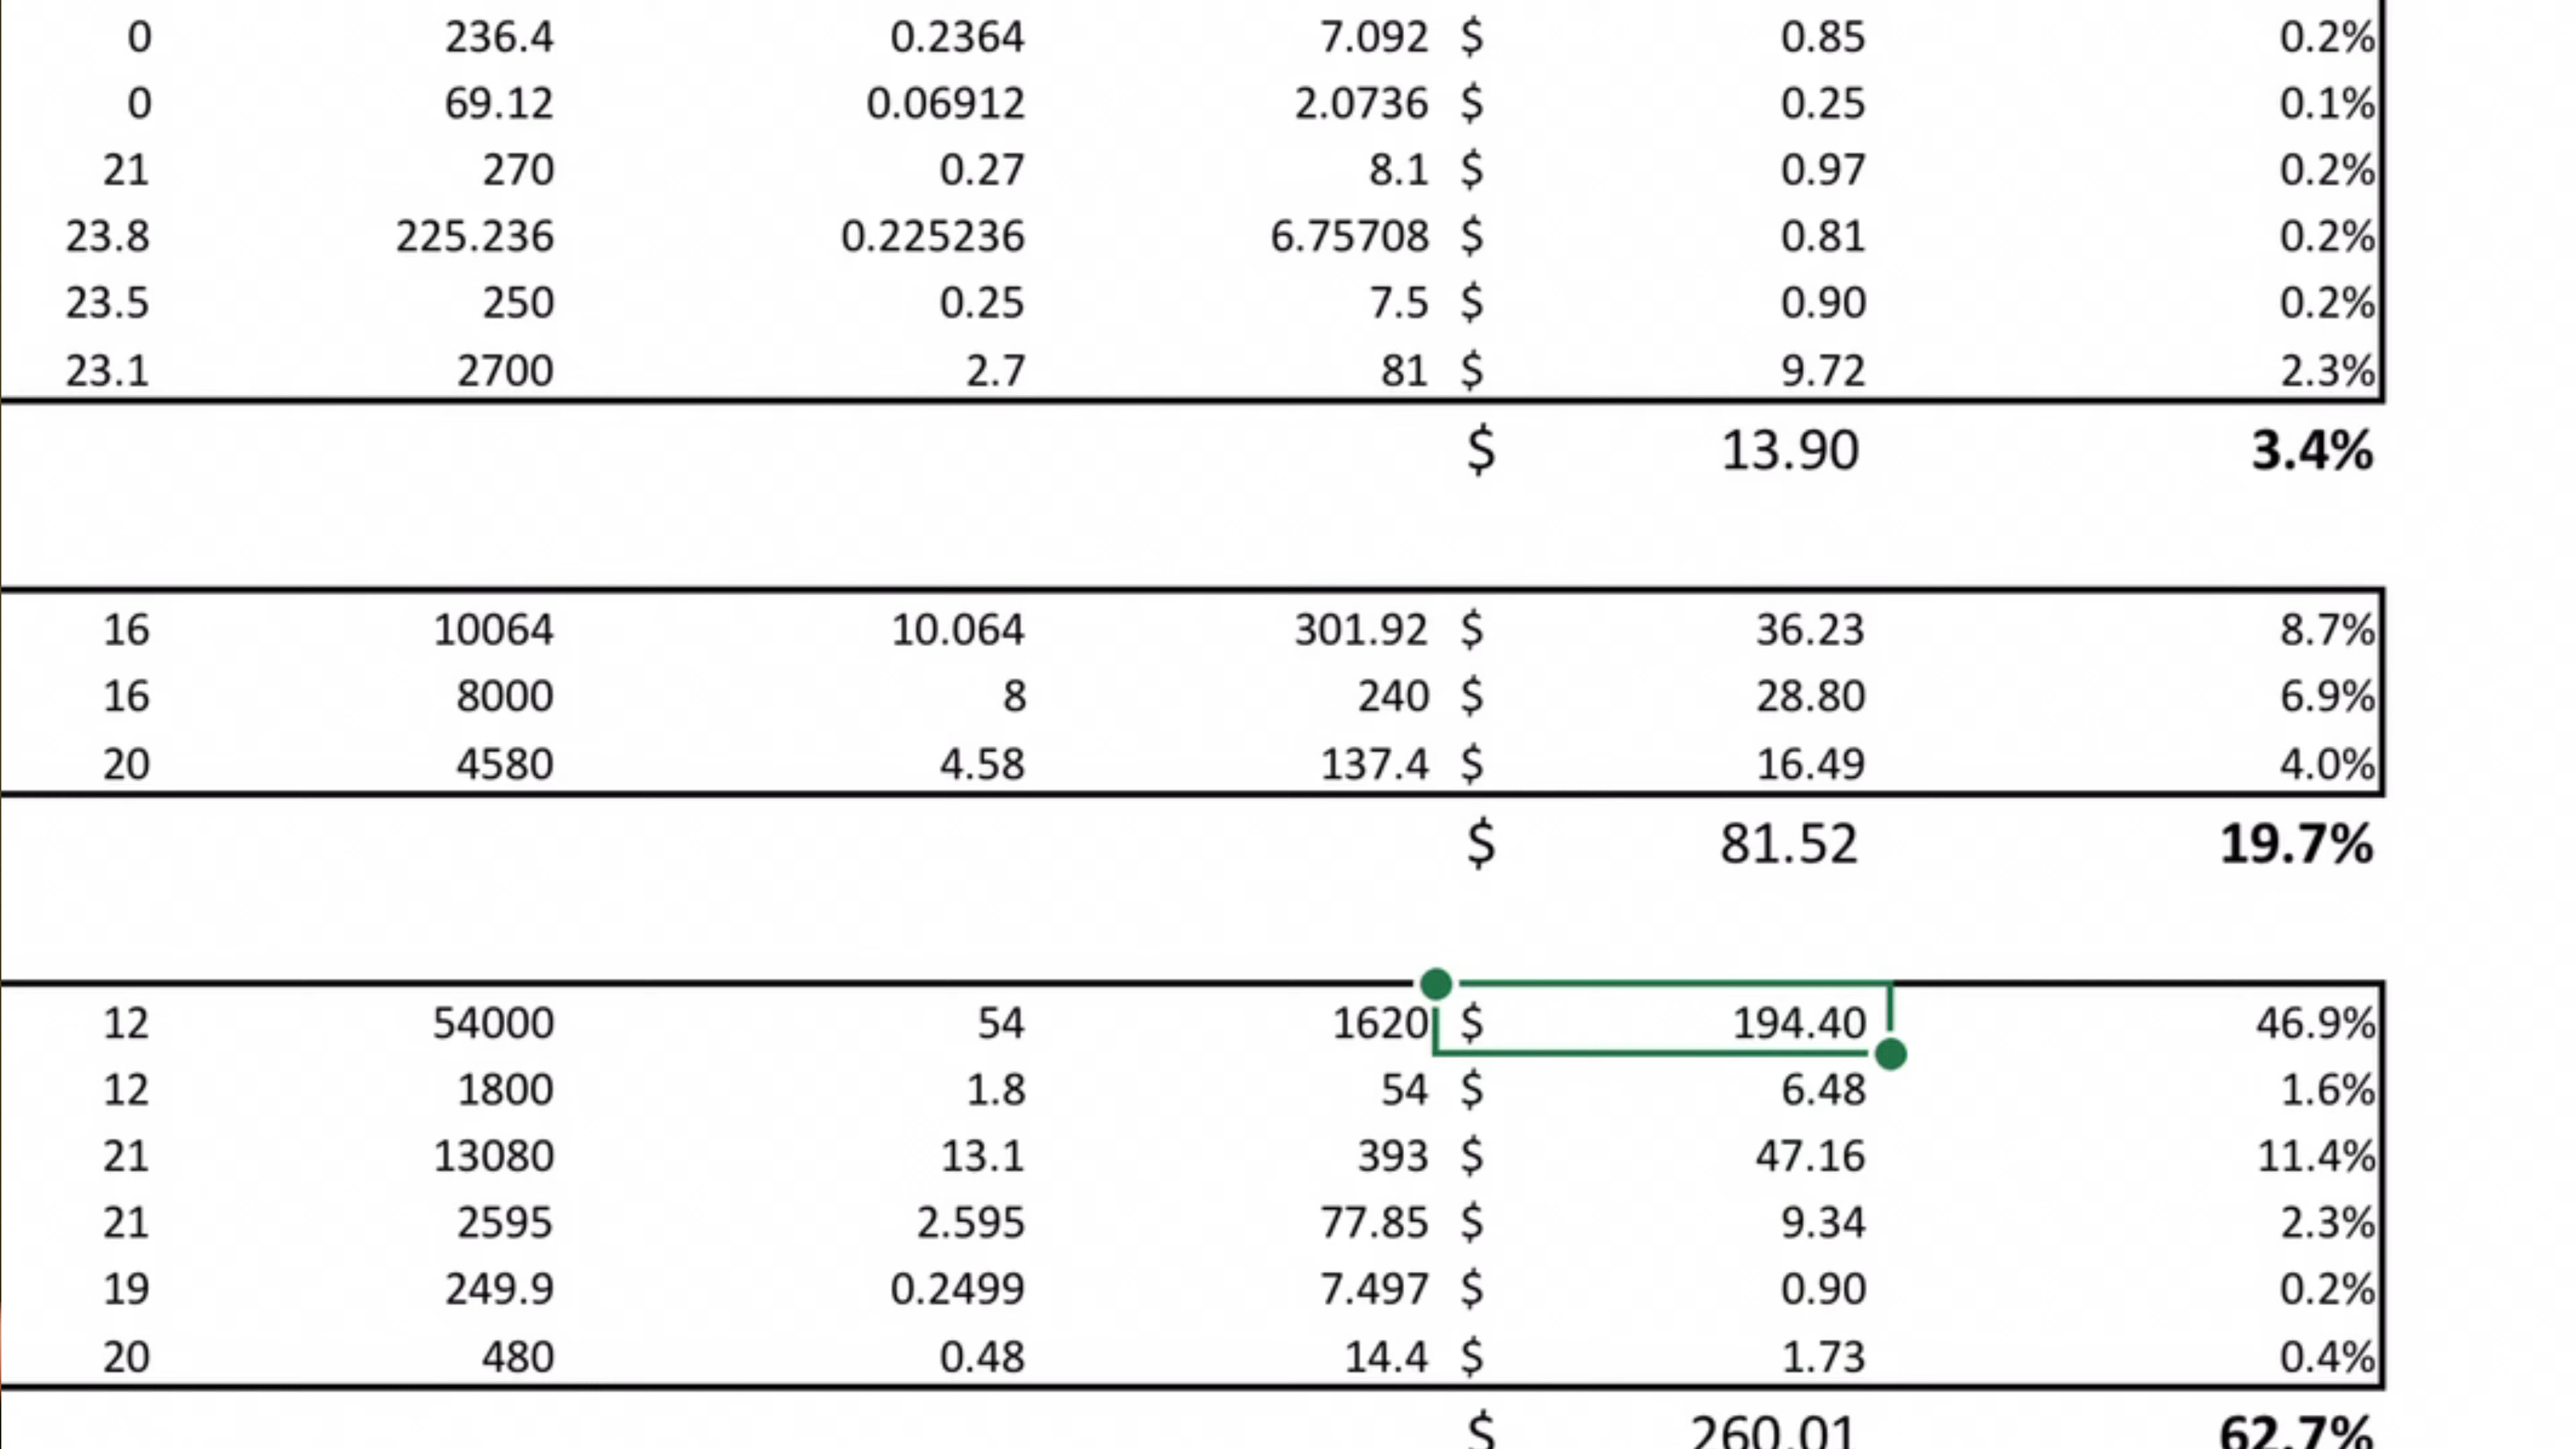 0 236.4 0.2364 7.092 $ 0.85 0.2%
0 69.12 0.06912 2.0736 $ 0.25 0.1%
21 270 0.27 8.1 $ 0.97 0.2%
23.8 225.236 0.225236 6.75708 $ 0.81 0.2%
23.5 250 0.25 7.5 $ 0.90 0.2%
23.1 2700 2.7 81 $ 9.72 2.3%
$ 13.90 3.4%
16 10064 10.064 301.92 $ 36.23 8.7%
16 8000 8 240 $ 28.80 6.9%
20 4580 4.58 137.4 $ 16.49 4.0%
$ 81.52 19.7%
12 54000 54 1620 $ 194.40 46.9%
12 1800 1.8 54 $ 6.48 1.6%
21 13080 13.1 393 $ 47.16 11.4%
21 2595 2.595 77.85 $ 9.34 2.3%
19 249.9 0.2499 7.497 $ 0.90 0.2%
20 480 0.48 14.4 $ 1.73 0.4%
$ 260.01 62.7%